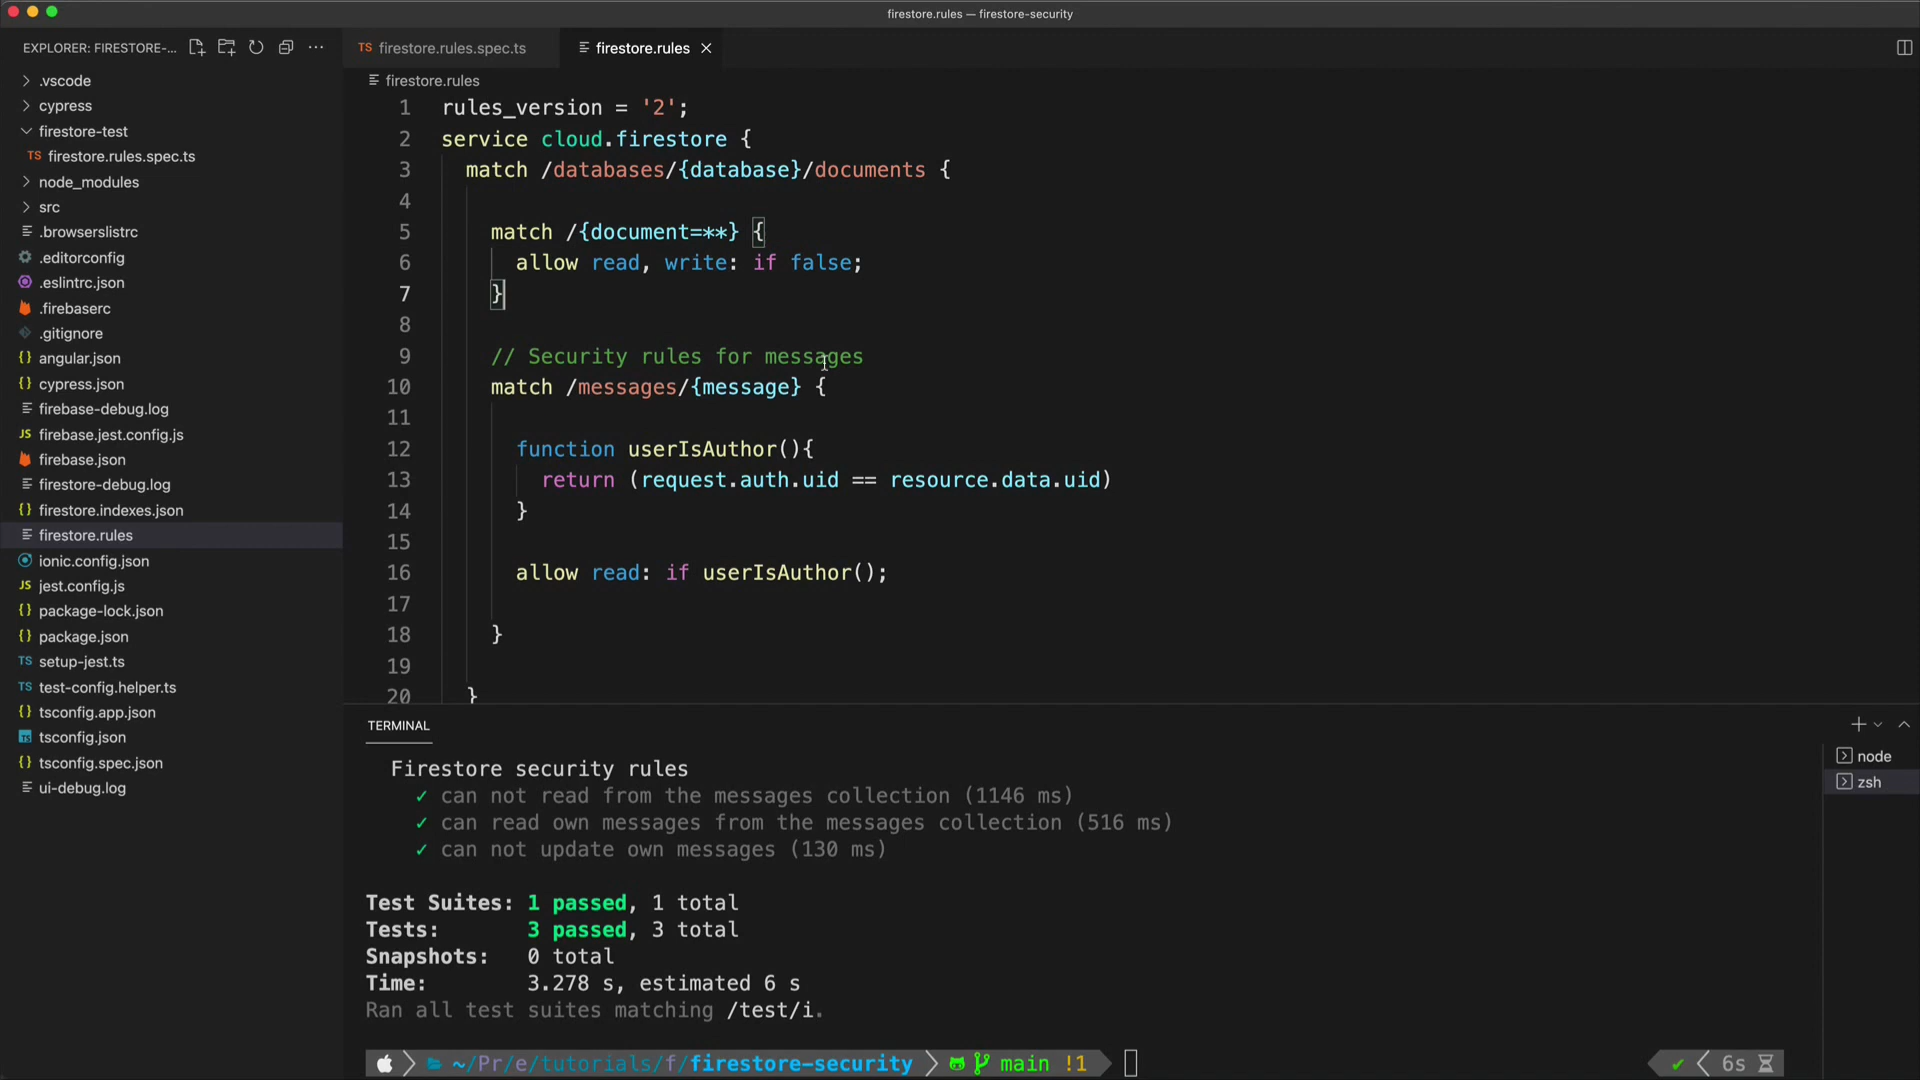 firestore.rules — firestore-security
EXPLORER: FIRESTORE-...
firestore.rules.spec.ts
firestore.rules
.vscode
cypress
firestore-test
firestore.rules.spec.ts
node_modules
src
.browserslistrc
.editorconfig
.eslintrc.json
.firebaserc
.gitignore
angular.json
cypress.json
firebase-debug.log
firebase.jest.config.js
firebase.json
firestore-debug.log
firestore.indexes.json
firestore.rules
ionic.config.json
jest.config.js
package-lock.json
package.json
setup-jest.ts
test-config.helper.ts
tsconfig.app.json
tsconfig.json
tsconfig.spec.json
ui-debug.log
firestore.rules
1 rules_version = '2';
2 service cloud.firestore {
3 match /databases/{database}/documents {
4
5 match /{document=**} {
6 allow read, write: if false;
7 }
8
9 // Security rules for messages
10 match /messages/{message} {
11
12 function userIsAuthor(){
13 return (request.auth.uid == resource.data.uid)
14 }
15
16 allow read: if userIsAuthor();
17
18 }
19
20 }
TERMINAL
Firestore security rules
✓ can not read from the messages collection (1146 ms)
✓ can read own messages from the messages collection (516 ms)
✓ can not update own messages (130 ms)
Test Suites: 1 passed, 1 total
Tests: 3 passed, 3 total
Snapshots: 0 total
Time: 3.278 s, estimated 6 s
Ran all test suites matching /test/i.
~/Pr/e/tutorials/f/firestore-security main !1
✓ 6s
node
zsh